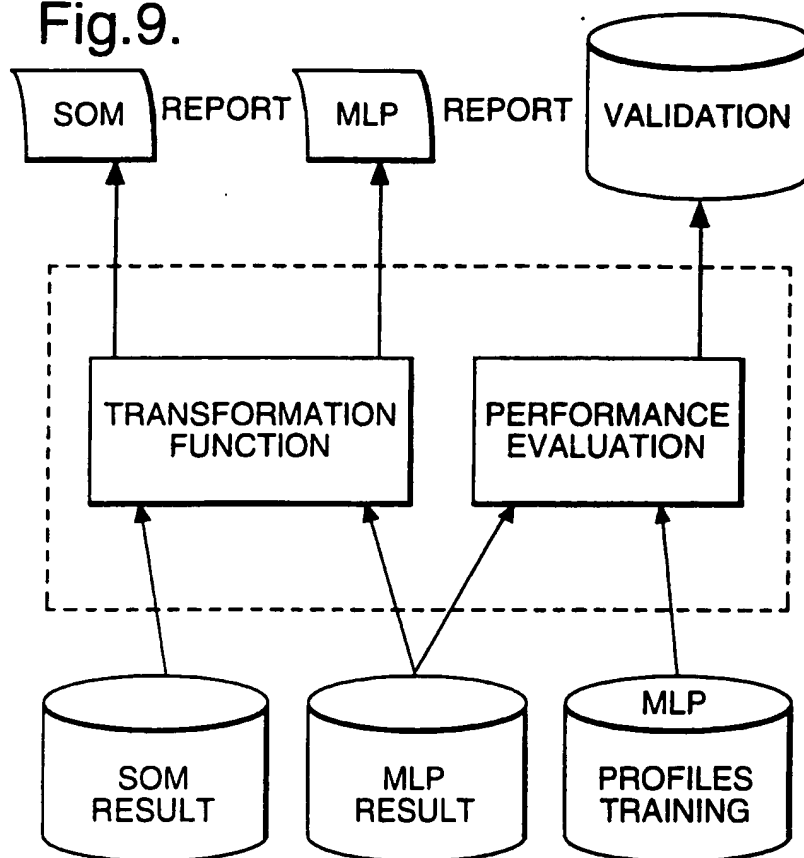 Fig.9.
SOM REPORT MLP REPORT VALIDATION
TRANSFORMATION
FUNCTION
PERFORMANCE
EVALUATION
SOM
RESULT
MLP
RESULT
MLP
PROFILES
TRAINING